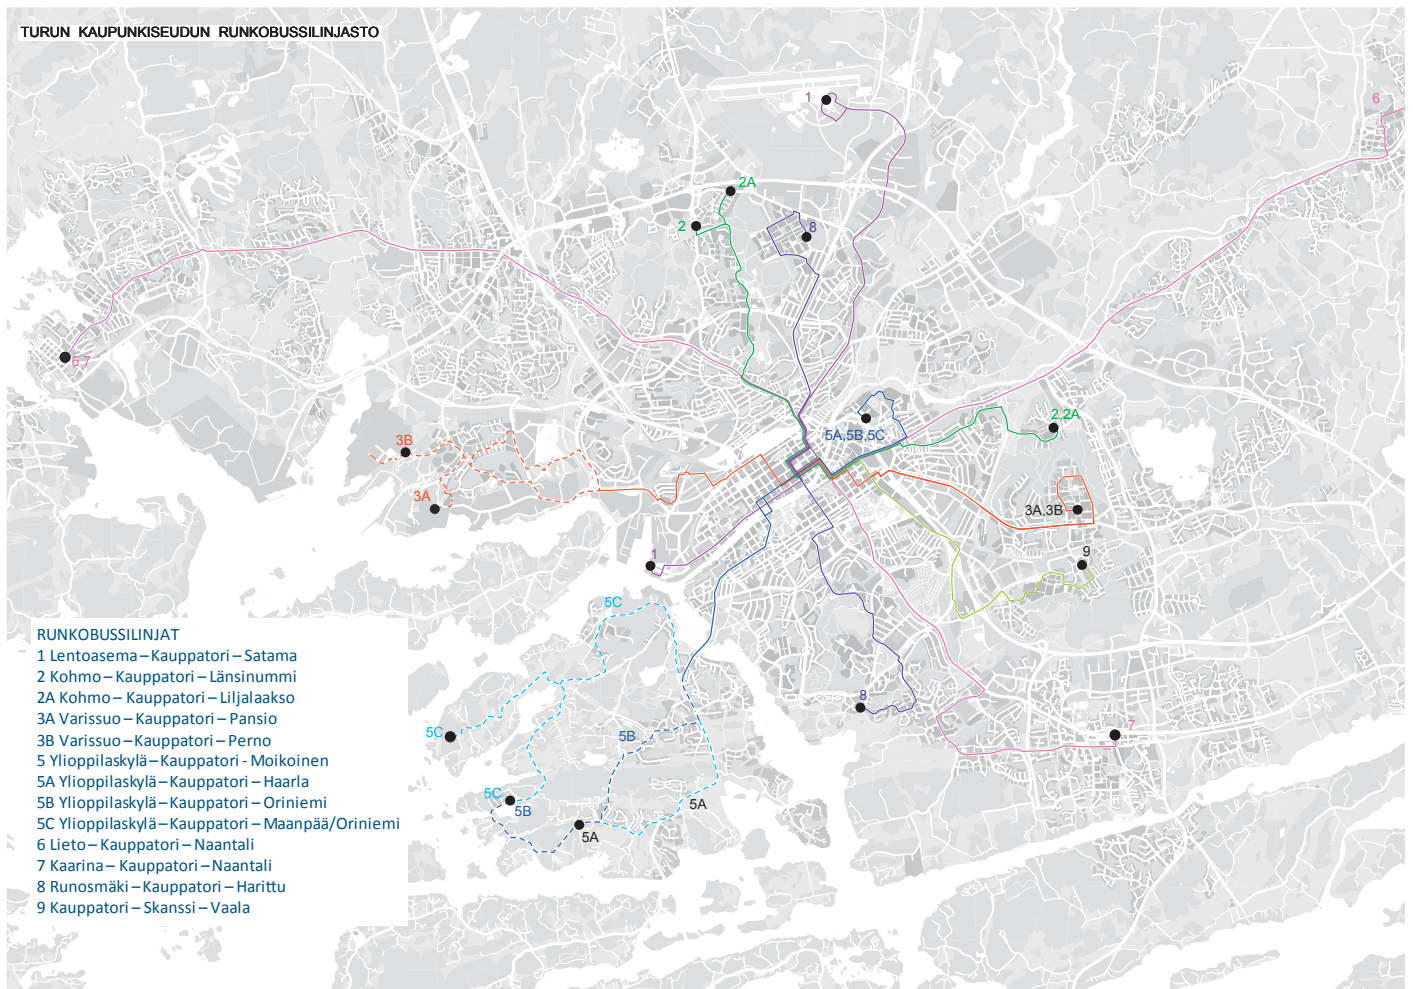 TURUN KAUPUNKISEUDUN RUNKOBUSSILINJASTO
1
6
2A
2
8
6,7
2,2A
5A,5B,5C
3B
3A
3A,3B
9
1
5C
8
7
5C
5B
5C
5B
5A
5A
RUNKOBUSSILINJAT
1 Lentoasema – Kauppatori – Satama
2 Kohmo – Kauppatori – Länsinummi
2A Kohmo – Kauppatori – Liljalaakso
3A Varissuo – Kauppatori – Pansio
3B Varissuo – Kauppatori – Perno
5 Ylioppilaskylä – Kauppatori - Moikoinen
5A Ylioppilaskylä – Kauppatori – Haarla
5B Ylioppilaskylä – Kauppatori – Oriniemi
5C Ylioppilaskylä – Kauppatori – Maanpää/Oriniemi
6 Lieto – Kauppatori – Naantali
7 Kaarina – Kauppatori – Naantali
8 Runosmäki – Kauppatori – Harittu
9 Kauppatori – Skanssi – Vaala